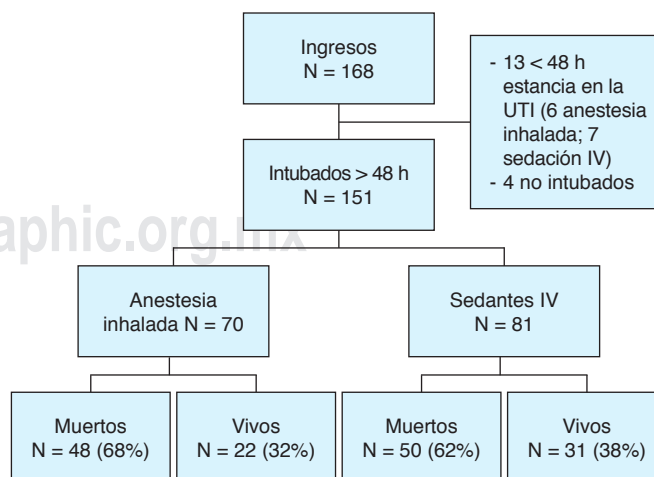 Ingresos
N = 168
- 13 < 48 h
estancia en la
UTI (6 anestesia
inhalada; 7
sedación IV)
- 4 no intubados
Intubados > 48 h
N = 151
aphic.org.mx
Anestesia
inhalada N = 70
Sedantes IV
N = 81
Muertos
N = 48 (68%)
Vivos
N = 22 (32%)
Muertos
N = 50 (62%)
Vivos
N = 31 (38%)